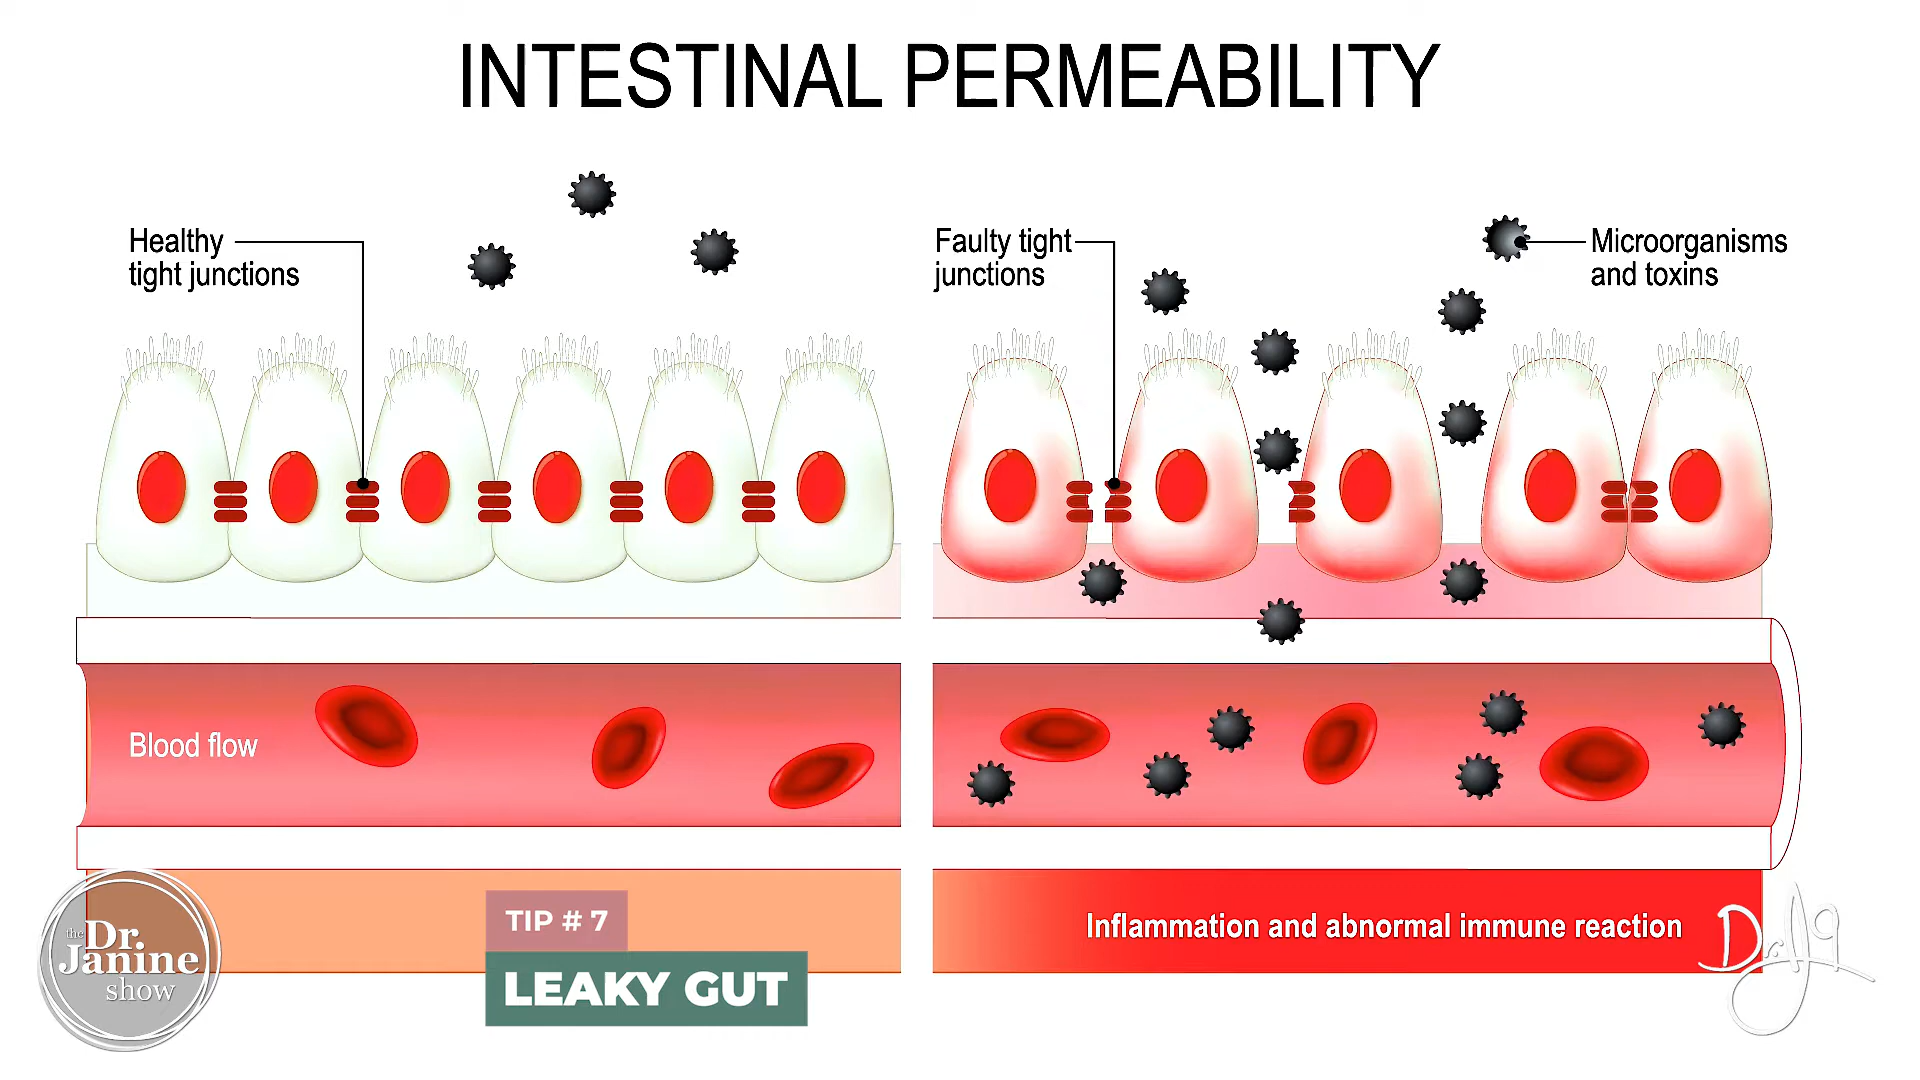 INTESTINAL PERMEABILITY
Healthy
tight junctions
Faulty tight
junctions
Microorganisms
and toxins
Blood flow
Inflammation and abnormal immune reaction
TIP # 7
LEAKY GUT
the Dr.
Janine
show